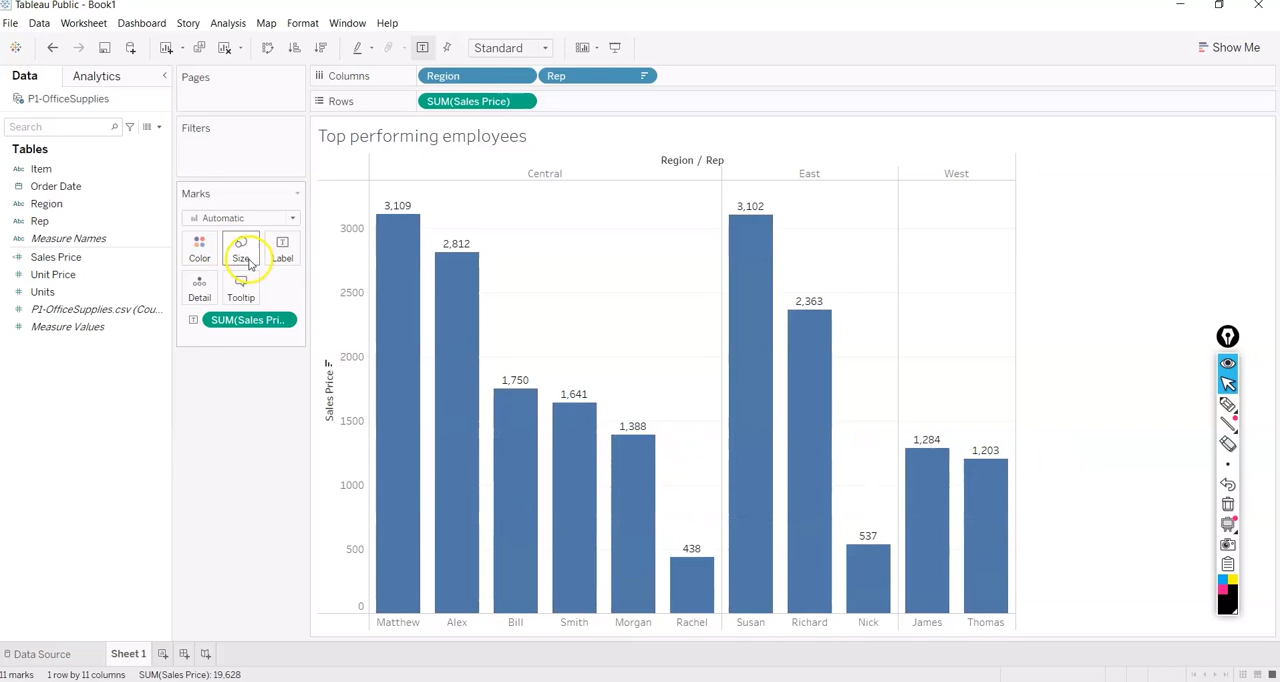 Tableau Public - Book1
File Data Worksheet Dashboard Story Analysis Map Format Window Help
Standard
Show Me
Data Analytics
P1-OfficeSupplies
Search
Tables
Abc Item
Order Date
Abc Region
Abc Rep
Abc Measure Names
Sales Price
# Unit Price
# Units
# P1-OfficeSupplies.csv (Cou...
# Measure Values
Pages
Filters
Marks
Automatic
Color Size Label
Detail Tooltip
SUM(Sales Pri..
Columns Region Rep
Rows SUM(Sales Price)
Top performing employees
Region / Rep
Central East West
Sales Price
3000
2500
2000
1500
1000
500
0
3,109
2,812
1,750
1,641
1,388
438
3,102
2,363
537
1,284
1,203
Matthew Alex Bill Smith Morgan Rachel Susan Richard Nick James Thomas
Data Source Sheet 1
11 marks 1 row by 11 columns SUM(Sales Price): 19,628